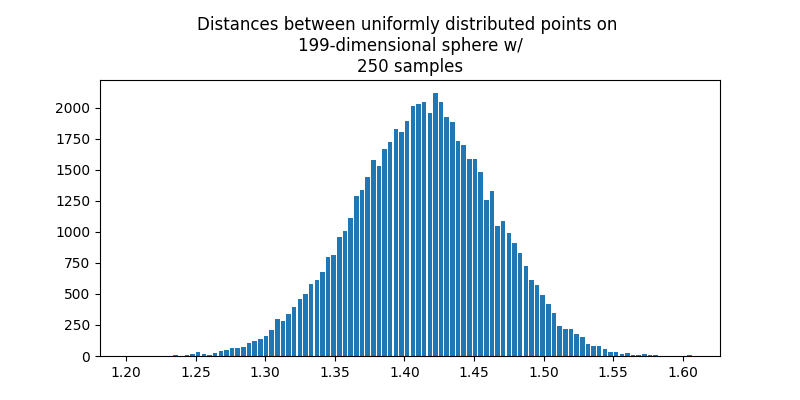 Distances between uniformly distributed points on
199-dimensional sphere w/
250 samples
2000
1750
1500
1250
1000
750
500
250
0
1.20 1.25 1.30 1.35 1.40 1.45 1.50 1.55 1.60